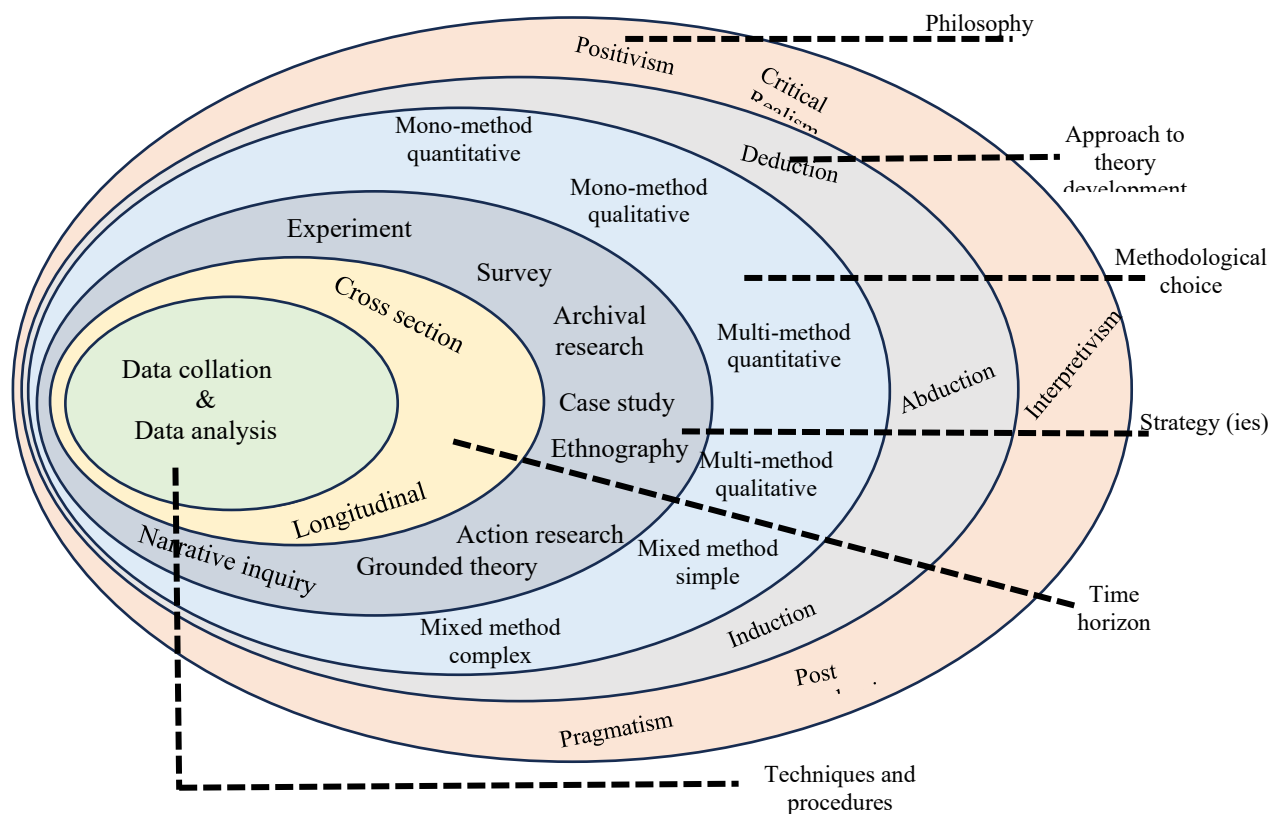 Philosophy
Positivism
Critical
Realism
Approach to
theory
development
Mono-method
quantitative
Deduction
Mono-method
qualitative
Experiment
Methodological
choice
Survey
Cross section
Archival
research
Multi-method
quantitative
Interpretivism
Data collation
&
Data analysis
Case study
Abduction
Strategy (ies)
Ethnography
Multi-method
qualitative
Longitudinal
Action research
Narrative inquiry
Grounded theory
Mixed method
simple
Time
horizon
Induction
Mixed method
complex
Post
Pragmatism
Techniques and
procedures